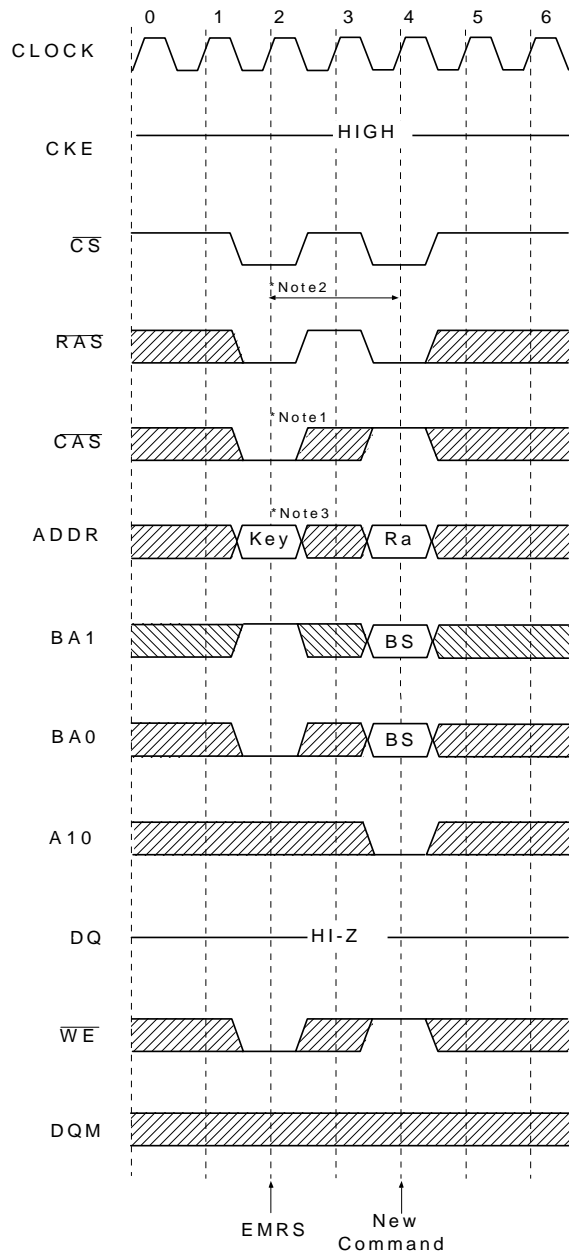 0 1 2 3 4 5 6
CLOCK
HIGH
CKE
CS
*Note2
RAS
*Note1
CAS
*Note3
ADDR Key Ra
BA1 BS
BA0 BS
A10
DQ HI-Z
WE
DQM
EMRS New
Command